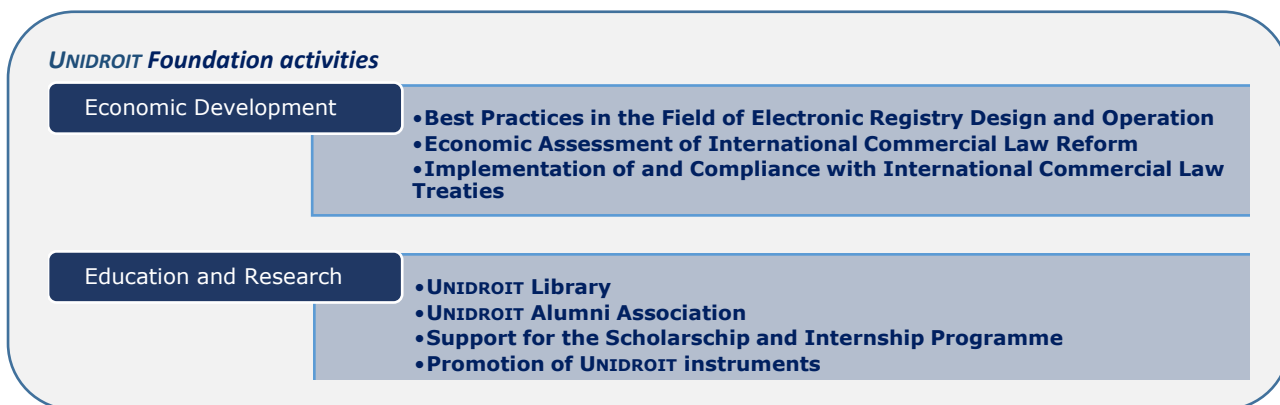 UNIDROIT Foundation activities
Economic Development
•Best Practices in the Field of Electronic Registry Design and Operation
•Economic Assessment of International Commercial Law Reform
•Implementation of and Compliance with International Commercial Law
Treaties
Education and Research
•UNIDROIT Library
•UNIDROIT Alumni Association
•Support for the Scholarschip and Internship Programme
•Promotion of UNIDROIT instruments